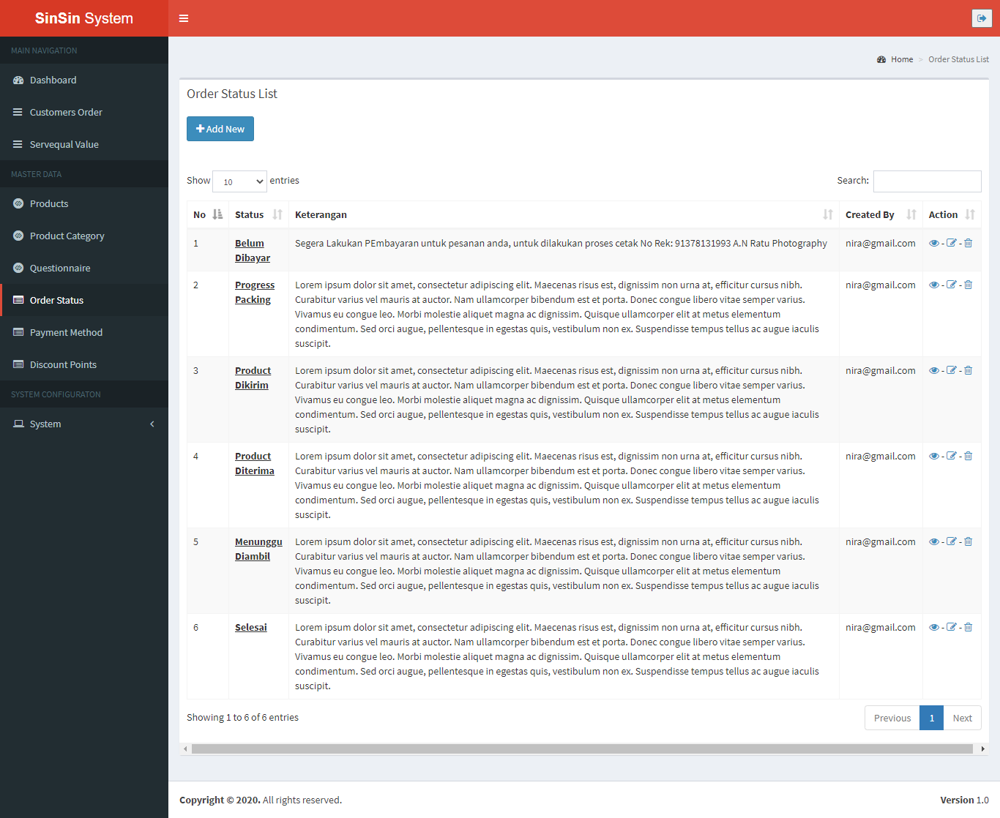 SinSin System
MAIN NAVIGATION
Dashboard
Customers Order
Servequal Value
MASTER DATA
Products
Product Category
Questionnaire
Order Status
Payment Method
Discount Points
SYSTEM CONFIGURATON
System
Home > Order Status List
Order Status List
Add New
Show 10 entries
Search:
No Status Keterangan Created By Action
1 Belum Dibayar Segera Lakukan PEmbayaran untuk pesanan anda, untuk dilakukan proses cetak No Rek: 91378131993 A.N Ratu Photography nira@gmail.com - -
2 Progress Packing Lorem ipsum dolor sit amet, consectetur adipiscing elit. Maecenas risus est, dignissim non urna at, efficitur cursus nibh. nira@gmail.com - -
Curabitur varius vel mauris at auctor. Nam ullamcorper bibendum est et porta. Donec congue libero vitae semper varius.
Vivamus eu congue leo. Morbi molestie aliquet magna ac dignissim. Quisque ullamcorper elit at metus elementum
condimentum. Sed orci augue, pellentesque in egestas quis, vestibulum non ex. Suspendisse tempus tellus ac augue iaculis
suscipit.
3 Product Dikirim Lorem ipsum dolor sit amet, consectetur adipiscing elit. Maecenas risus est, dignissim non urna at, efficitur cursus nibh. nira@gmail.com - -
Curabitur varius vel mauris at auctor. Nam ullamcorper bibendum est et porta. Donec congue libero vitae semper varius.
Vivamus eu congue leo. Morbi molestie aliquet magna ac dignissim. Quisque ullamcorper elit at metus elementum
condimentum. Sed orci augue, pellentesque in egestas quis, vestibulum non ex. Suspendisse tempus tellus ac augue iaculis
suscipit.
4 Product Diterima Lorem ipsum dolor sit amet, consectetur adipiscing elit. Maecenas risus est, dignissim non urna at, efficitur cursus nibh. nira@gmail.com - -
Curabitur varius vel mauris at auctor. Nam ullamcorper bibendum est et porta. Donec congue libero vitae semper varius.
Vivamus eu congue leo. Morbi molestie aliquet magna ac dignissim. Quisque ullamcorper elit at metus elementum
condimentum. Sed orci augue, pellentesque in egestas quis, vestibulum non ex. Suspendisse tempus tellus ac augue iaculis
suscipit.
5 Menunggu Diambil Lorem ipsum dolor sit amet, consectetur adipiscing elit. Maecenas risus est, dignissim non urna at, efficitur cursus nibh. nira@gmail.com - -
Curabitur varius vel mauris at auctor. Nam ullamcorper bibendum est et porta. Donec congue libero vitae semper varius.
Vivamus eu congue leo. Morbi molestie aliquet magna ac dignissim. Quisque ullamcorper elit at metus elementum
condimentum. Sed orci augue, pellentesque in egestas quis, vestibulum non ex. Suspendisse tempus tellus ac augue iaculis
suscipit.
6 Selesai Lorem ipsum dolor sit amet, consectetur adipiscing elit. Maecenas risus est, dignissim non urna at, efficitur cursus nibh. nira@gmail.com - -
Curabitur varius vel mauris at auctor. Nam ullamcorper bibendum est et porta. Donec congue libero vitae semper varius.
Vivamus eu congue leo. Morbi molestie aliquet magna ac dignissim. Quisque ullamcorper elit at metus elementum
condimentum. Sed orci augue, pellentesque in egestas quis, vestibulum non ex. Suspendisse tempus tellus ac augue iaculis
suscipit.
Showing 1 to 6 of 6 entries
Previous 1 Next
Copyright © 2020. All rights reserved.
Version 1.0